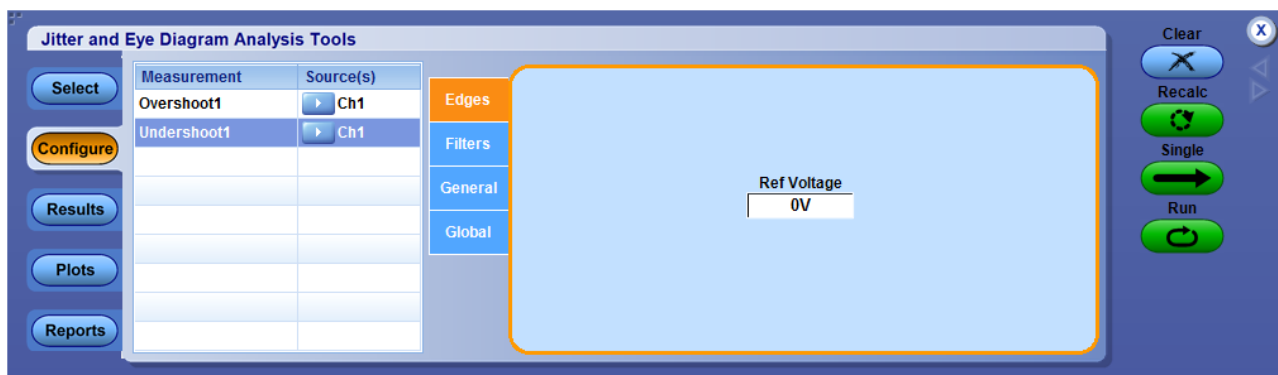 Jitter and Eye Diagram Analysis Tools
Select
Configure
Results
Plots
Reports
Measurement Source(s)
Overshoot1 Ch1
Undershoot1 Ch1
Edges
Filters
General
Global
Ref Voltage
0V
Clear
X
Recalc
Single
Run